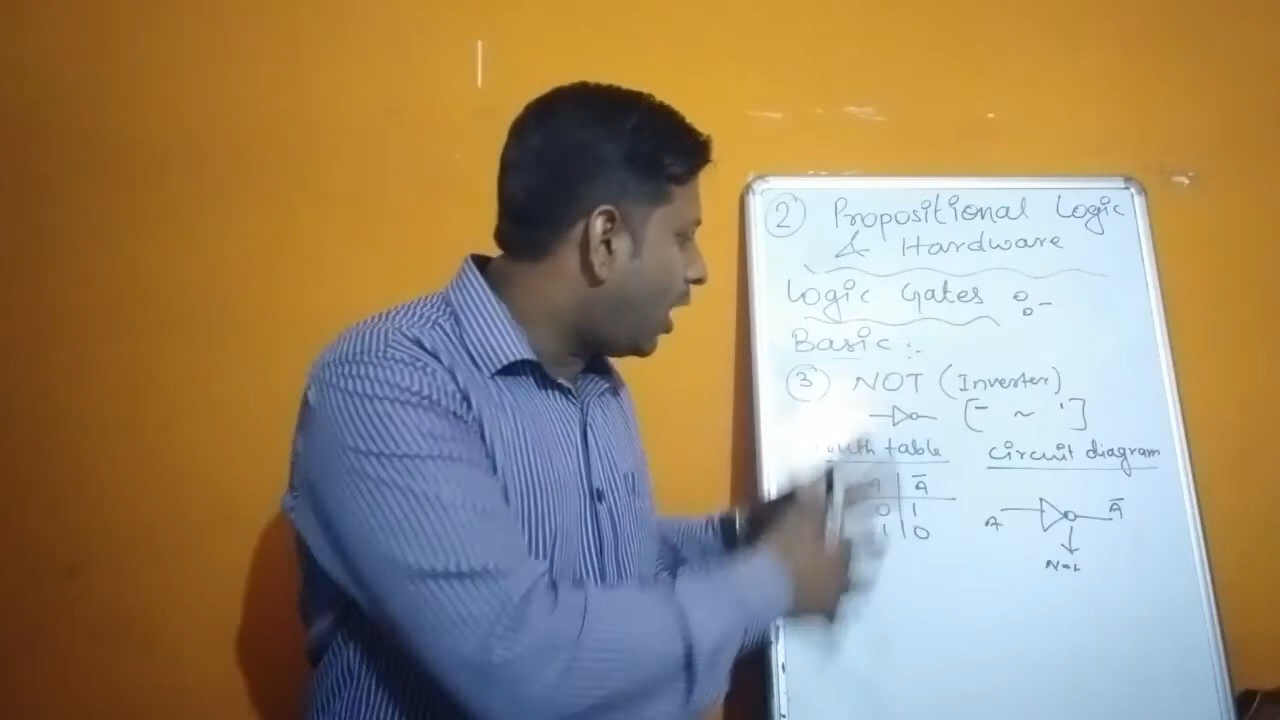 ② Propositional Logic
& Hardware
Logic Gates :-
Basic :-
③ NOT (Inverter)
[ - ~ ' ]
table circuit diagram
A Ā
0 1
1 0
A Ā
Not